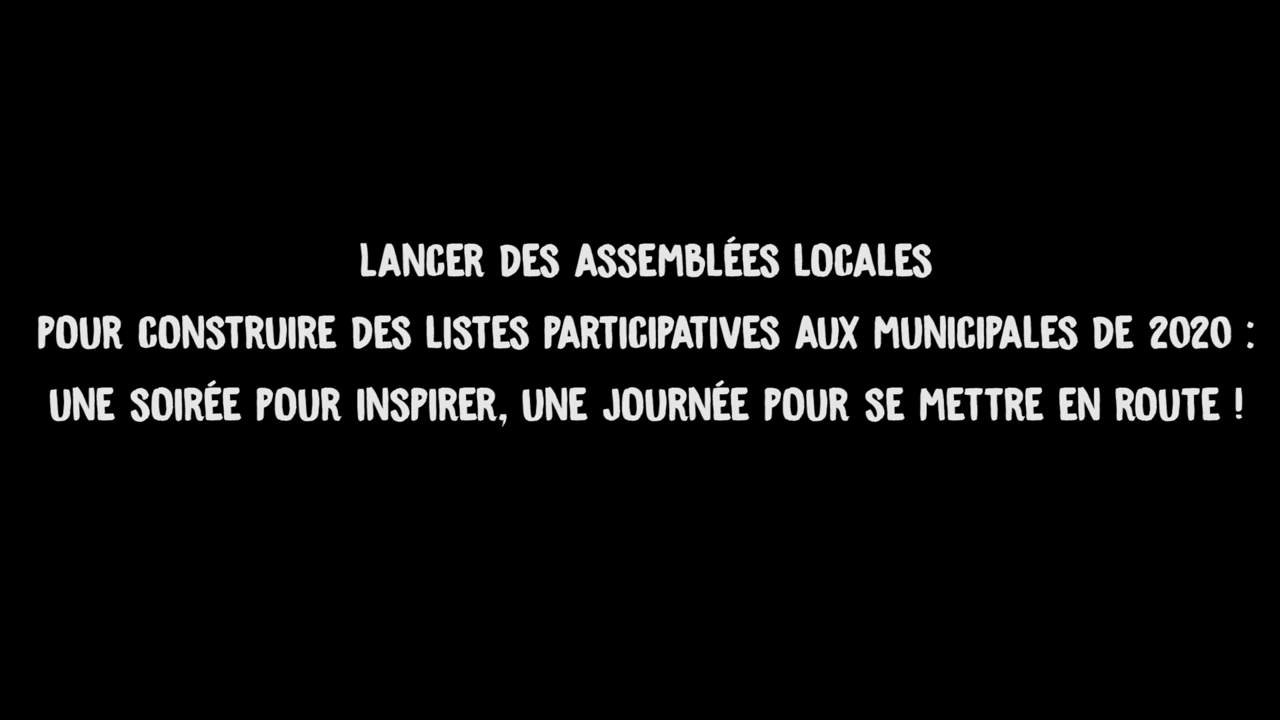 LANCER DES ASSEMBLÉES LOCALES
POUR CONSTRUIRE DES LISTES PARTICIPATIVES AUX MUNICIPALES DE 2020 :
UNE SOIRÉE POUR INSPIRER, UNE JOURNÉE POUR SE METTRE EN ROUTE !